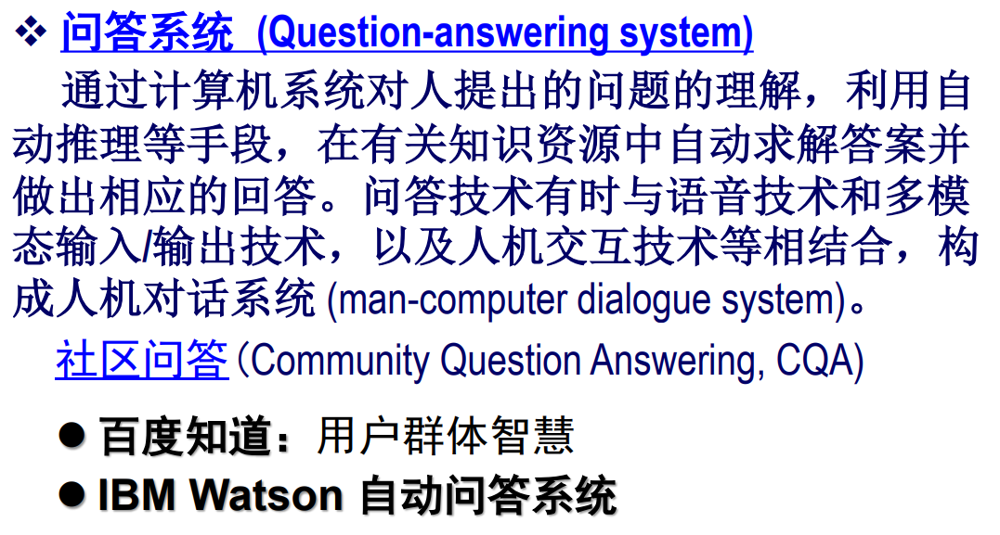 ❖ 问答系统 (Question-answering system)
通过计算机系统对人提出的问题的理解，利用自
动推理等手段，在有关知识资源中自动求解答案并
做出相应的回答。问答技术有时与语音技术和多模
态输入/输出技术，以及人机交互技术等相结合，构
成人机对话系统 (man-computer dialogue system)。
社区问答（Community Question Answering, CQA)
● 百度知道：用户群体智慧
● IBM Watson 自动问答系统